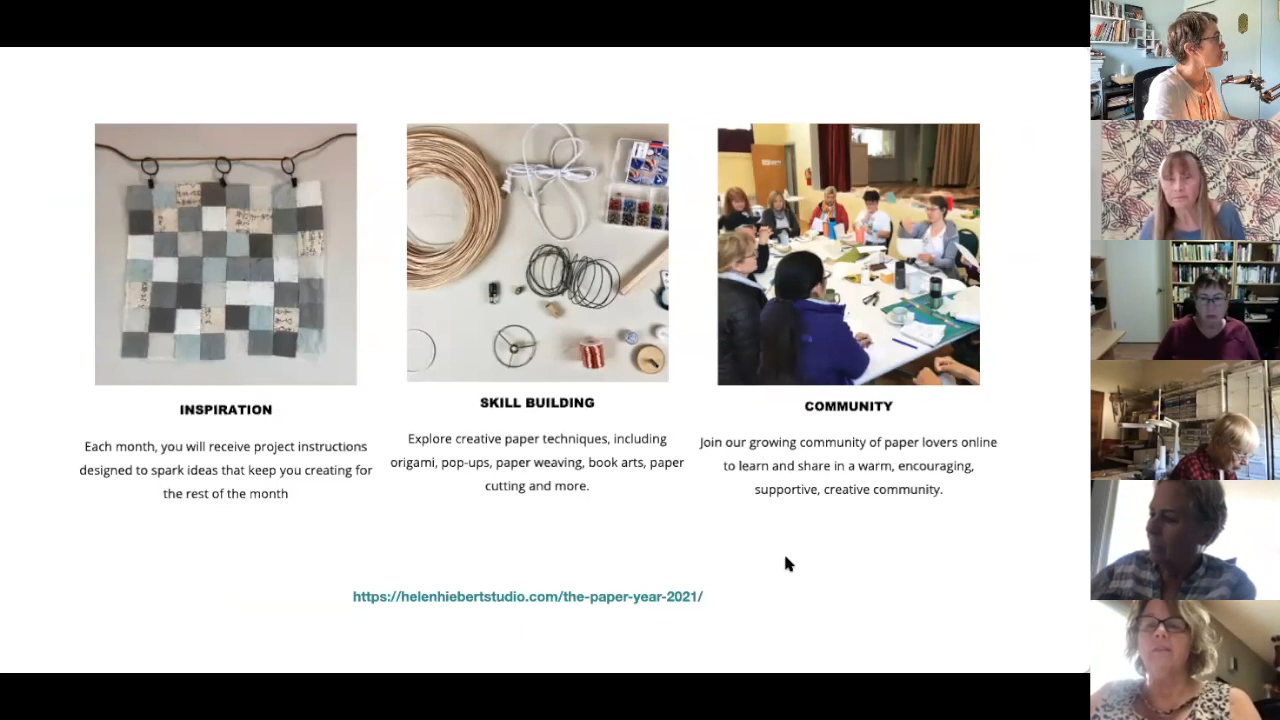 INSPIRATION
Each month, you will receive project instructions
designed to spark ideas that keep you creating for
the rest of the month
SKILL BUILDING
Explore creative paper techniques, including
origami, pop-ups, paper weaving, book arts, paper
cutting and more.
COMMUNITY
Join our growing community of paper lovers online
to learn and share in a warm, encouraging,
supportive, creative community.
https://helenhiebertstudio.com/the-paper-year-2021/